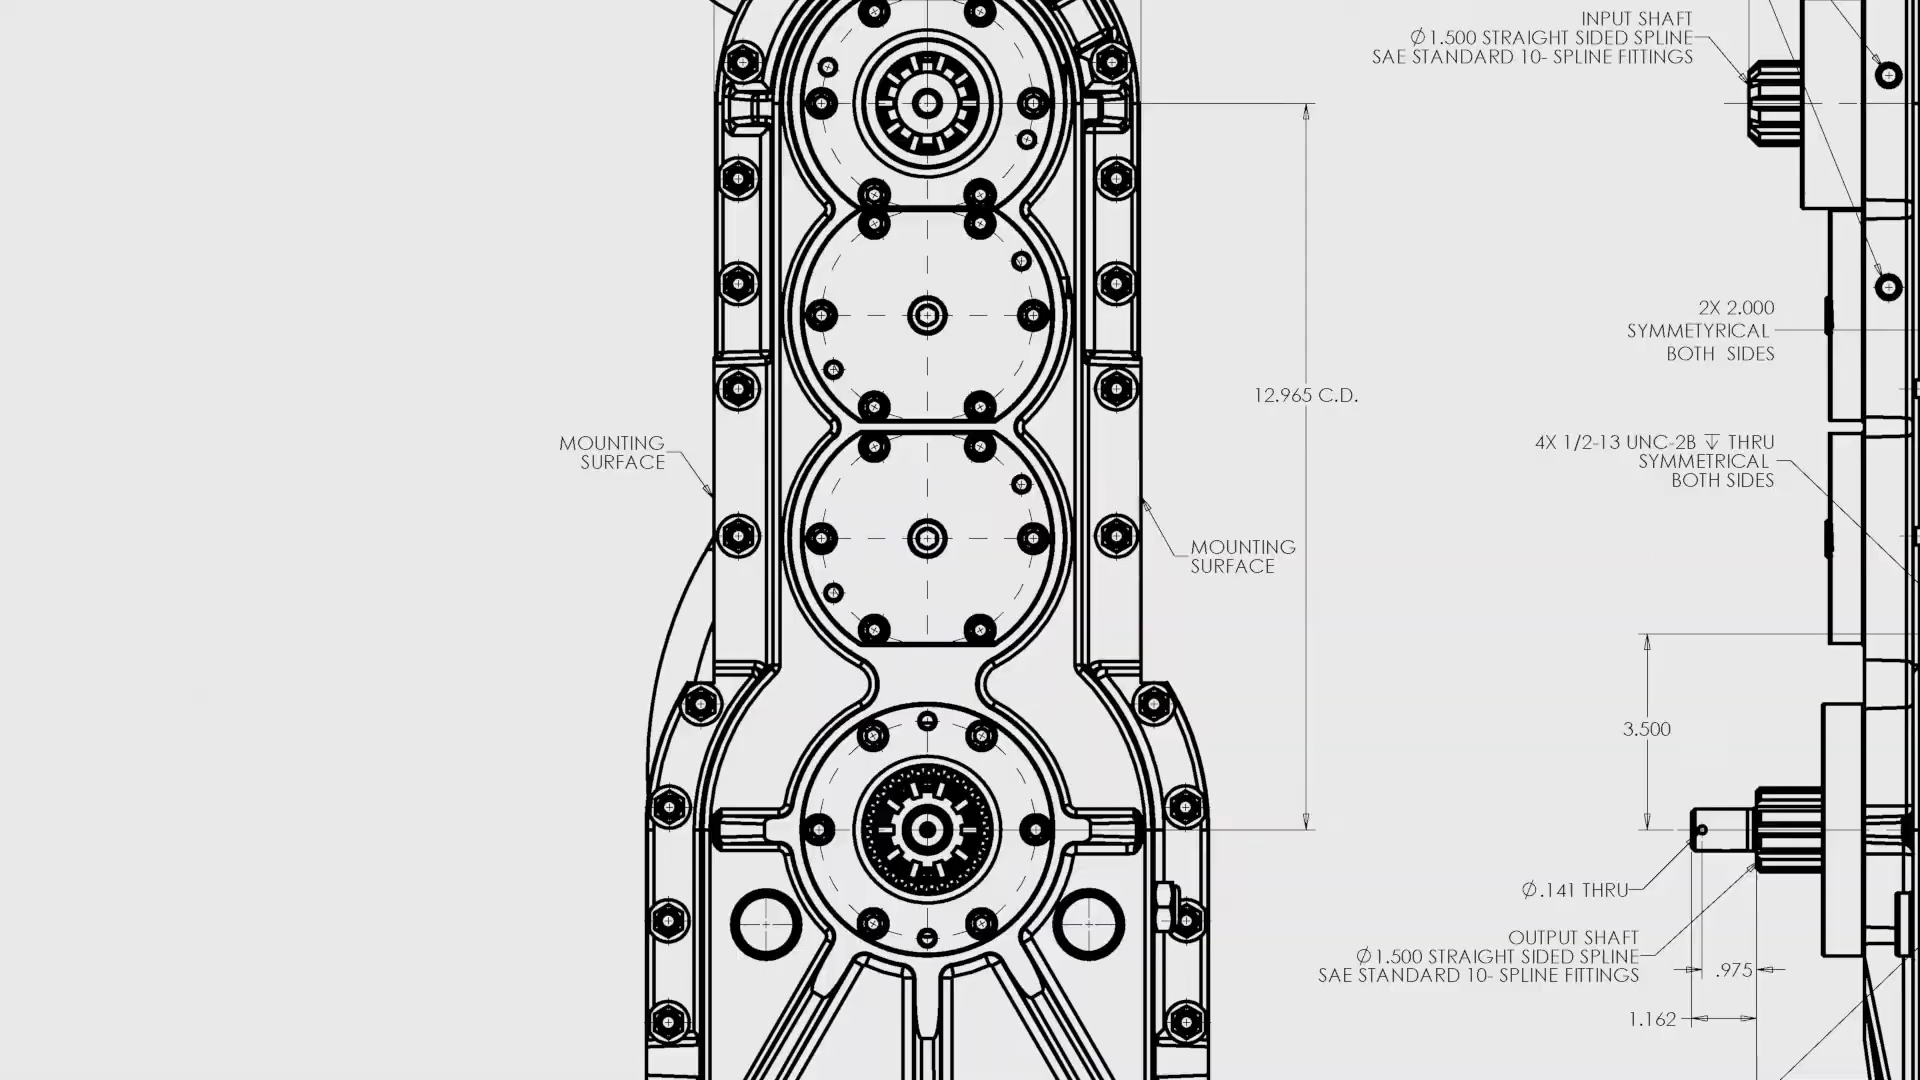 INPUT SHAFT
Ø1.500 STRAIGHT SIDED SPLINE
SAE STANDARD 10- SPLINE FITTINGS
2X 2.000
SYMMETYRICAL
BOTH SIDES
12.965 C.D.
MOUNTING
SURFACE
4X 1/2-13 UNC-2B ↧ THRU
SYMMETRICAL
BOTH SIDES
MOUNTING
SURFACE
3.500
Ø.141 THRU
OUTPUT SHAFT
Ø1.500 STRAIGHT SIDED SPLINE
SAE STANDARD 10- SPLINE FITTINGS
.975
1.162